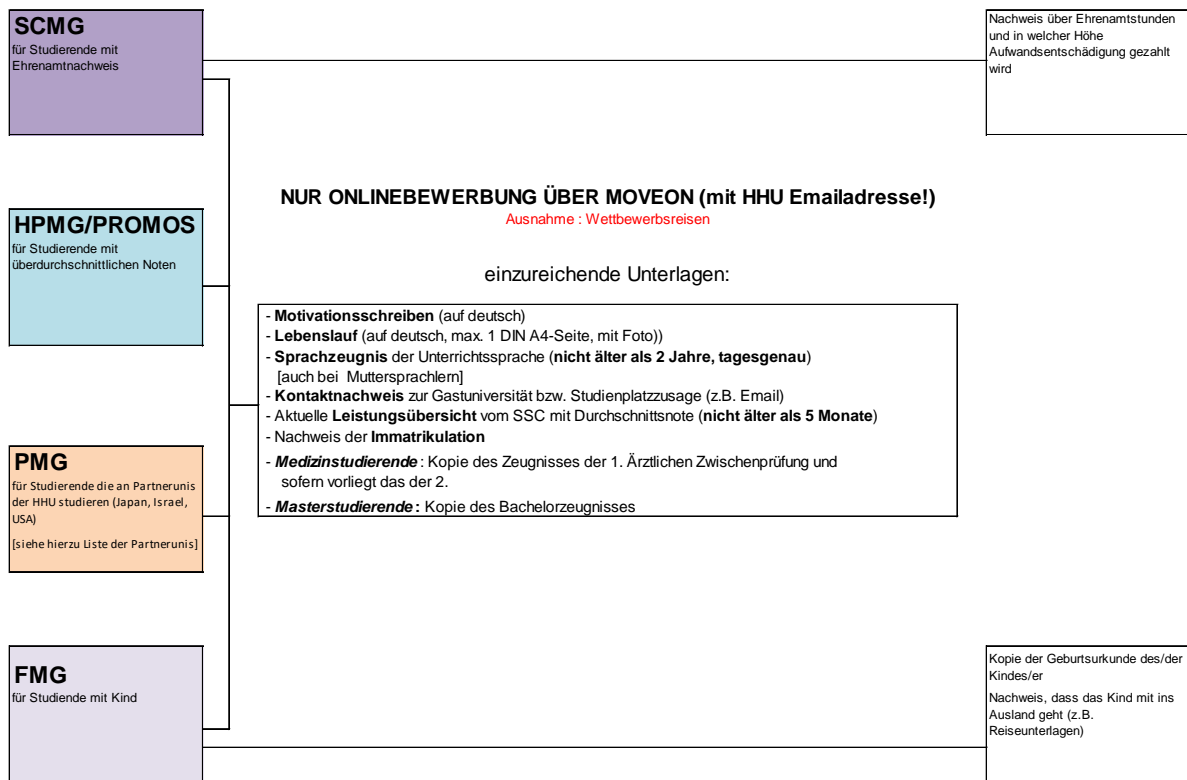 SCMG
für Studierende mit
Ehrenamtnachweis
Nachweis über Ehrenamtstunden
und in welcher Höhe
Aufwandsentschädigung gezahlt
wird
NUR ONLINEBEWERBUNG ÜBER MOVEON (mit HHU Emailadresse!)
Ausnahme : Wettbewerbsreisen
HPMG/PROMOS
für Studierende mit
überdurchschnittlichen Noten
einzureichende Unterlagen:
- Motivationsschreiben (auf deutsch)
- Lebenslauf (auf deutsch, max. 1 DIN A4-Seite, mit Foto))
- Sprachzeugnis der Unterrichtssprache (nicht älter als 2 Jahre, tagesgenau)
[auch bei Muttersprachlern]
- Kontaktnachweis zur Gastuniversität bzw. Studienplatzzusage (z.B. Email)
- Aktuelle Leistungsübersicht vom SSC mit Durchschnittsnote (nicht älter als 5 Monate)
- Nachweis der Immatrikulation
- Medizinstudierende : Kopie des Zeugnisses der 1. Ärztlichen Zwischenprüfung und
sofern vorliegt das der 2.
- Masterstudierende : Kopie des Bachelorzeugnisses
PMG
für Studierende die an Partnerunis
der HHU studieren (Japan, Israel,
USA)
[siehe hierzu Liste der Partnerunis]
FMG
für Studiende mit Kind
Kopie der Geburtsurkunde des/der
Kindes/er
Nachweis, dass das Kind mit ins
Ausland geht (z.B.
Reiseunterlagen)